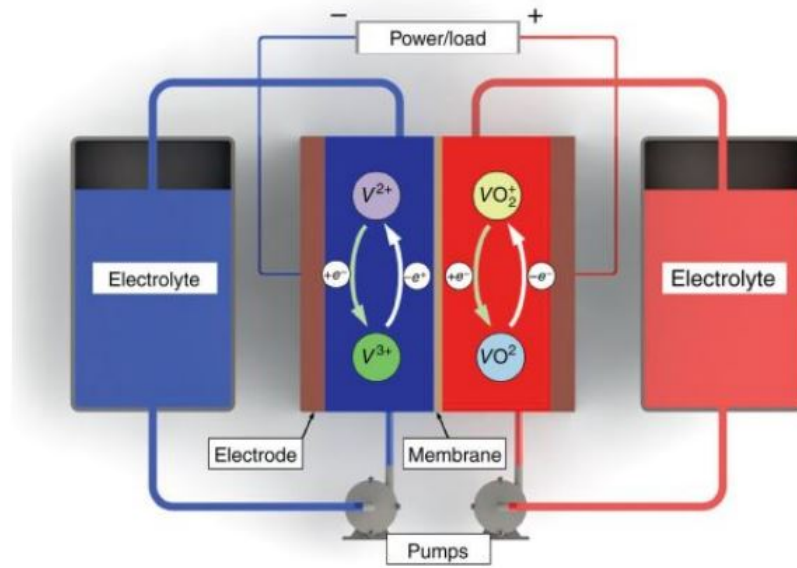 − +
Power/load
V²⁺ VO₂⁺
Electrolyte +e⁻ −e⁺ +e⁻ −e⁻ Electrolyte
V³⁺ VO²
Electrode Membrane
Pumps